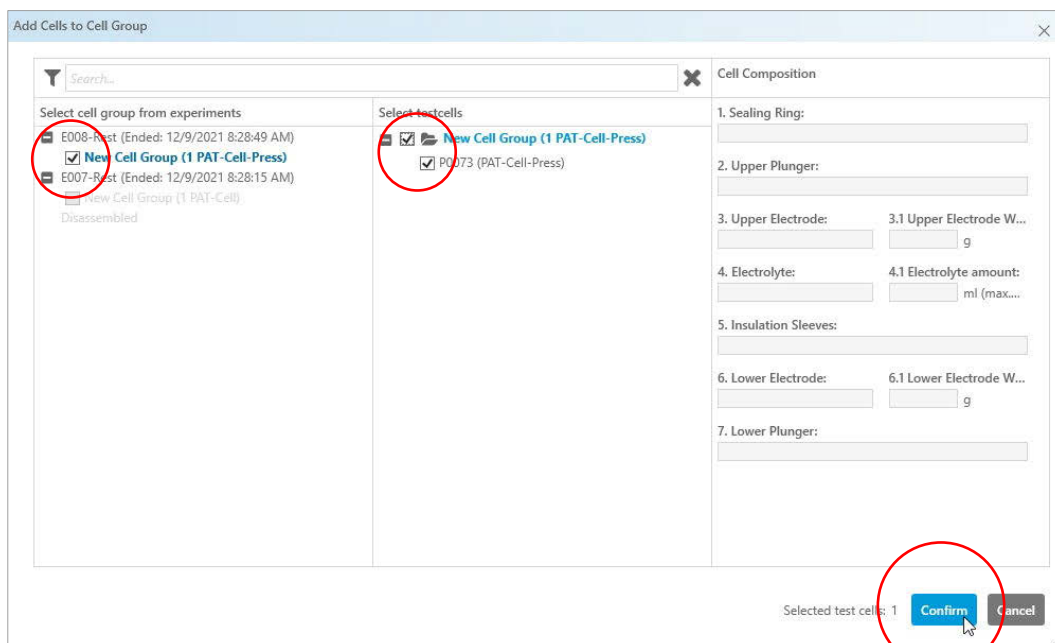 Add Cells to Cell Group
Search...
Select cell group from experiments
E008-Rest (Ended: 12/9/2021 8:28:49 AM)
New Cell Group (1 PAT-Cell-Press)
E007-Rest (Ended: 12/9/2021 8:28:15 AM)
New Cell Group (1 PAT-Cell)
Disassembled
Select testcells
New Cell Group (1 PAT-Cell-Press)
P0073 (PAT-Cell-Press)
Cell Composition
1. Sealing Ring:
2. Upper Plunger:
3. Upper Electrode: 3.1 Upper Electrode W...
g
4. Electrolyte: 4.1 Electrolyte amount:
ml (max....
5. Insulation Sleeves:
6. Lower Electrode: 6.1 Lower Electrode W...
g
7. Lower Plunger:
Selected test cells: 1 Confirm Cancel